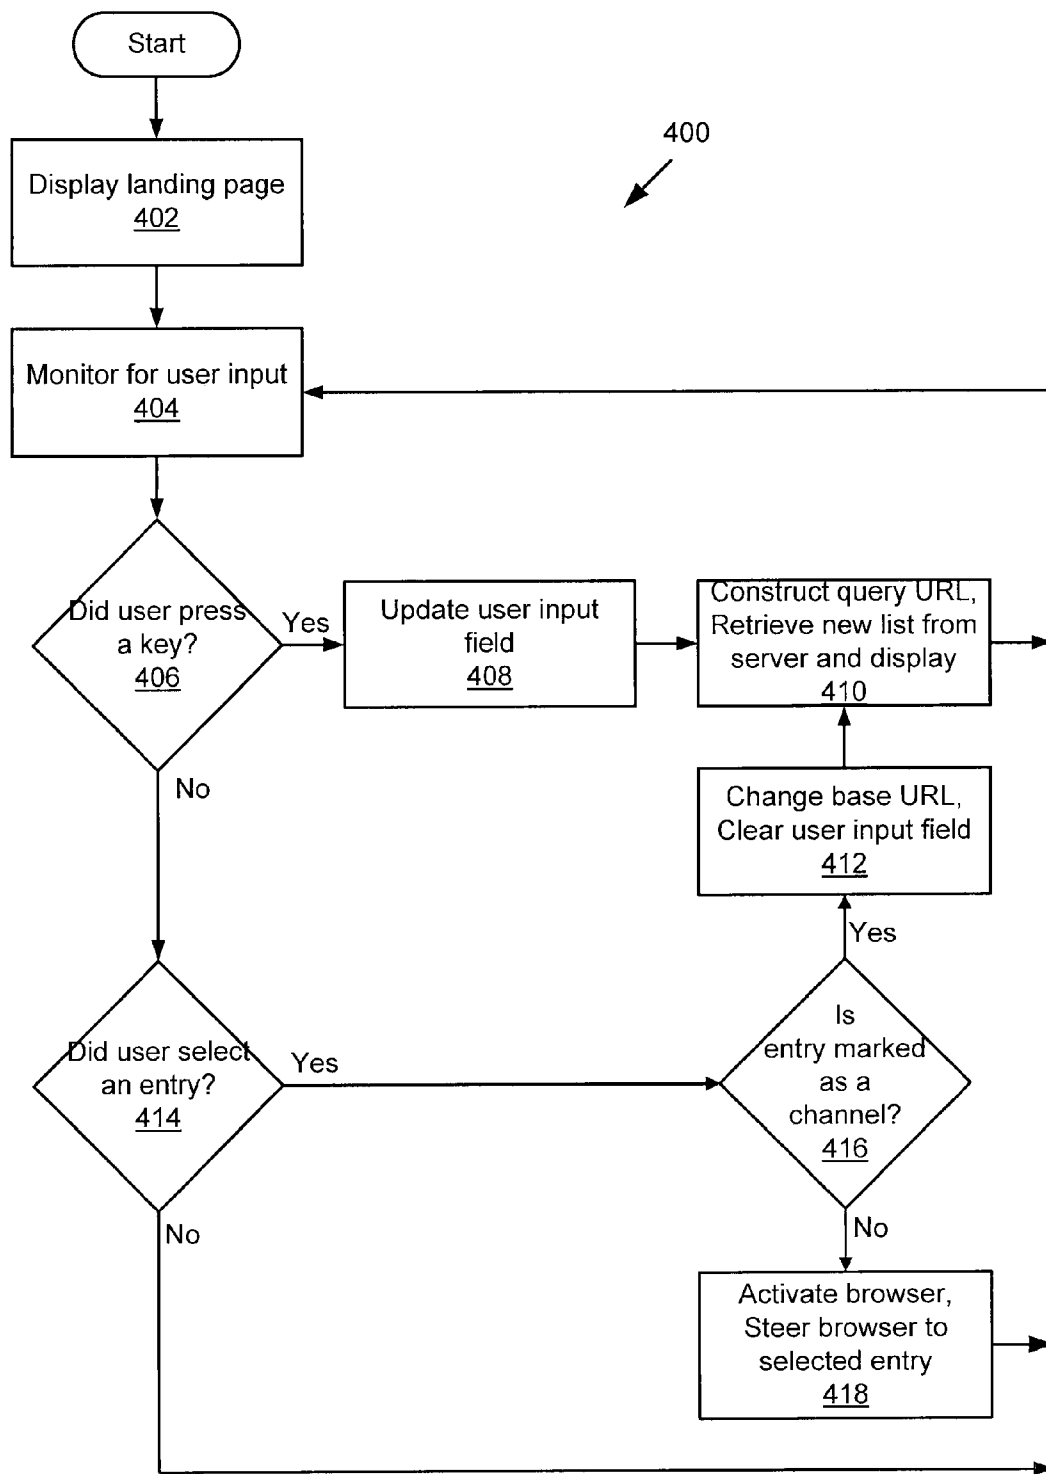 Start
400
Display landing page
402
Monitor for user input
404
Did user press
a key?
406
Yes
Update user input
field
408
Construct query URL,
Retrieve new list from
server and display
410
No
Change base URL,
Clear user input field
412
Yes
Did user select
an entry?
414
Yes
Is
entry marked
as a
channel?
416
No
No
Activate browser,
Steer browser to
selected entry
418